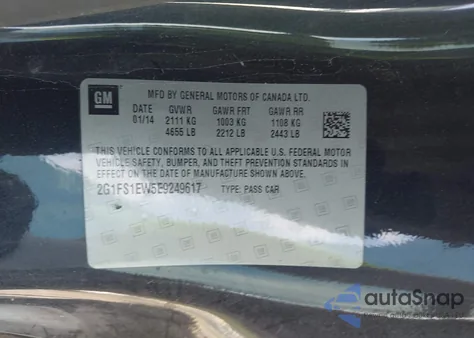 GM
MFD BY GENERAL MOTORS OF CANADA LTD.
DATE GVWR GAWR FRT GAWR RR
01/14 2111 KG 1003 KG 1108 KG
4655 LB 2212 LB 2443 LB
THIS VEHICLE CONFORMS TO ALL APPLICABLE U.S. FEDERAL MOTOR
VEHICLE SAFETY, BUMPER, AND THEFT PREVENTION STANDARDS IN
EFFECT ON THE DATE OF MANUFACTURE SHOWN ABOVE.
2G1FS1EW5E9249617 TYPE: PASS CAR
autaSnap